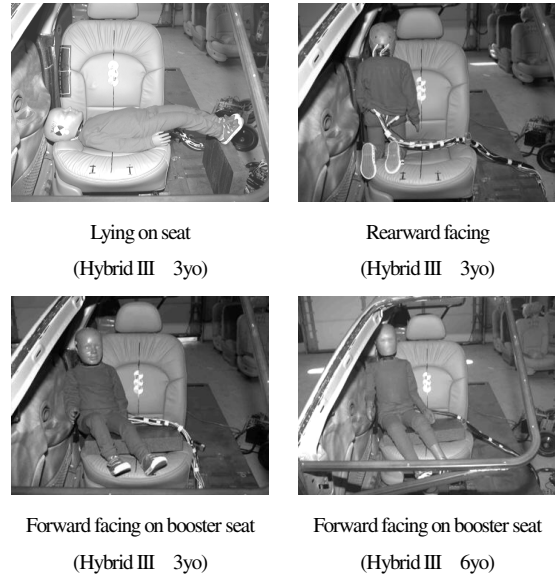 Lying on seat
(Hybrid III 3yo)
Rearward facing
(Hybrid III 3yo)
Forward facing on booster seat
(Hybrid III 3yo)
Forward facing on booster seat
(Hybrid III 6yo)